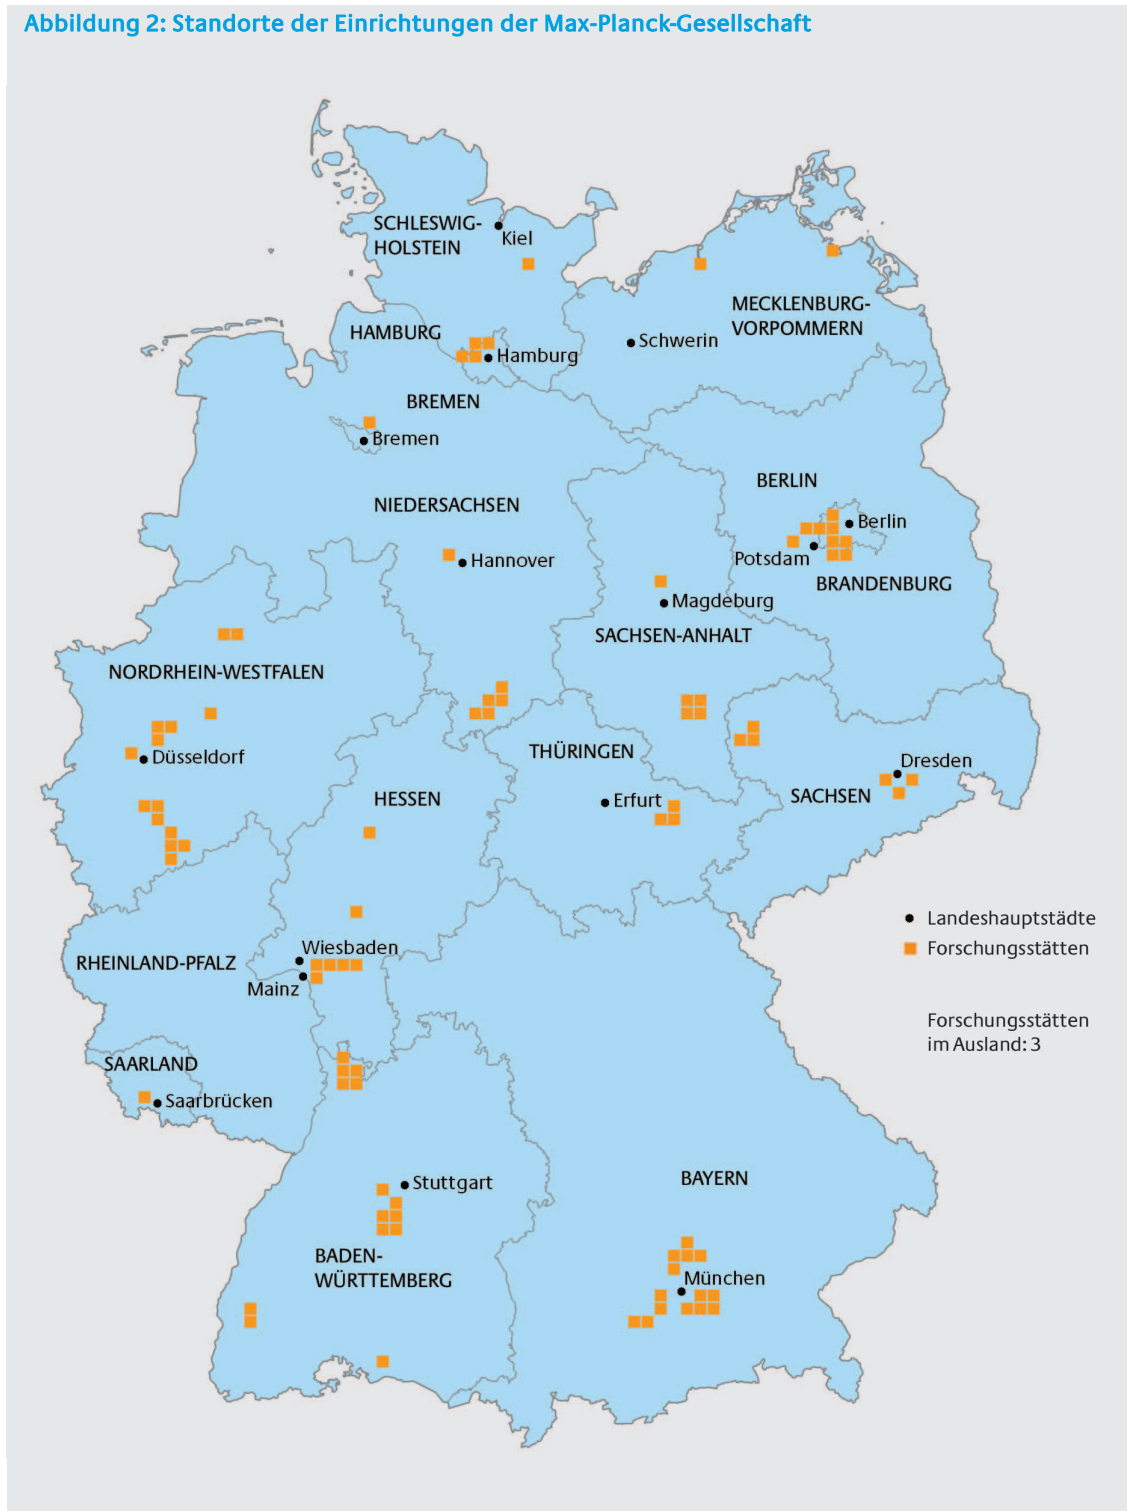 Abbildung 2: Standorte der Einrichtungen der Max-Planck-Gesellschaft
SCHLESWIG-
HOLSTEIN
Kiel
MECKLENBURG-
VORPOMMERN
HAMBURG
Schwerin
Hamburg
BREMEN
Bremen
BERLIN
NIEDERSACHSEN
Berlin
Hannover
Potsdam
BRANDENBURG
Magdeburg
SACHSEN-ANHALT
NORDRHEIN-WESTFALEN
THÜRINGEN
Düsseldorf
Dresden
HESSEN
Erfurt
SACHSEN
Landeshauptstädte
Wiesbaden
Forschungsstätten
RHEINLAND-PFALZ
Mainz
Forschungsstätten
im Ausland: 3
SAARLAND
Saarbrücken
Stuttgart
BAYERN
BADEN-
WÜRTTEMBERG
München